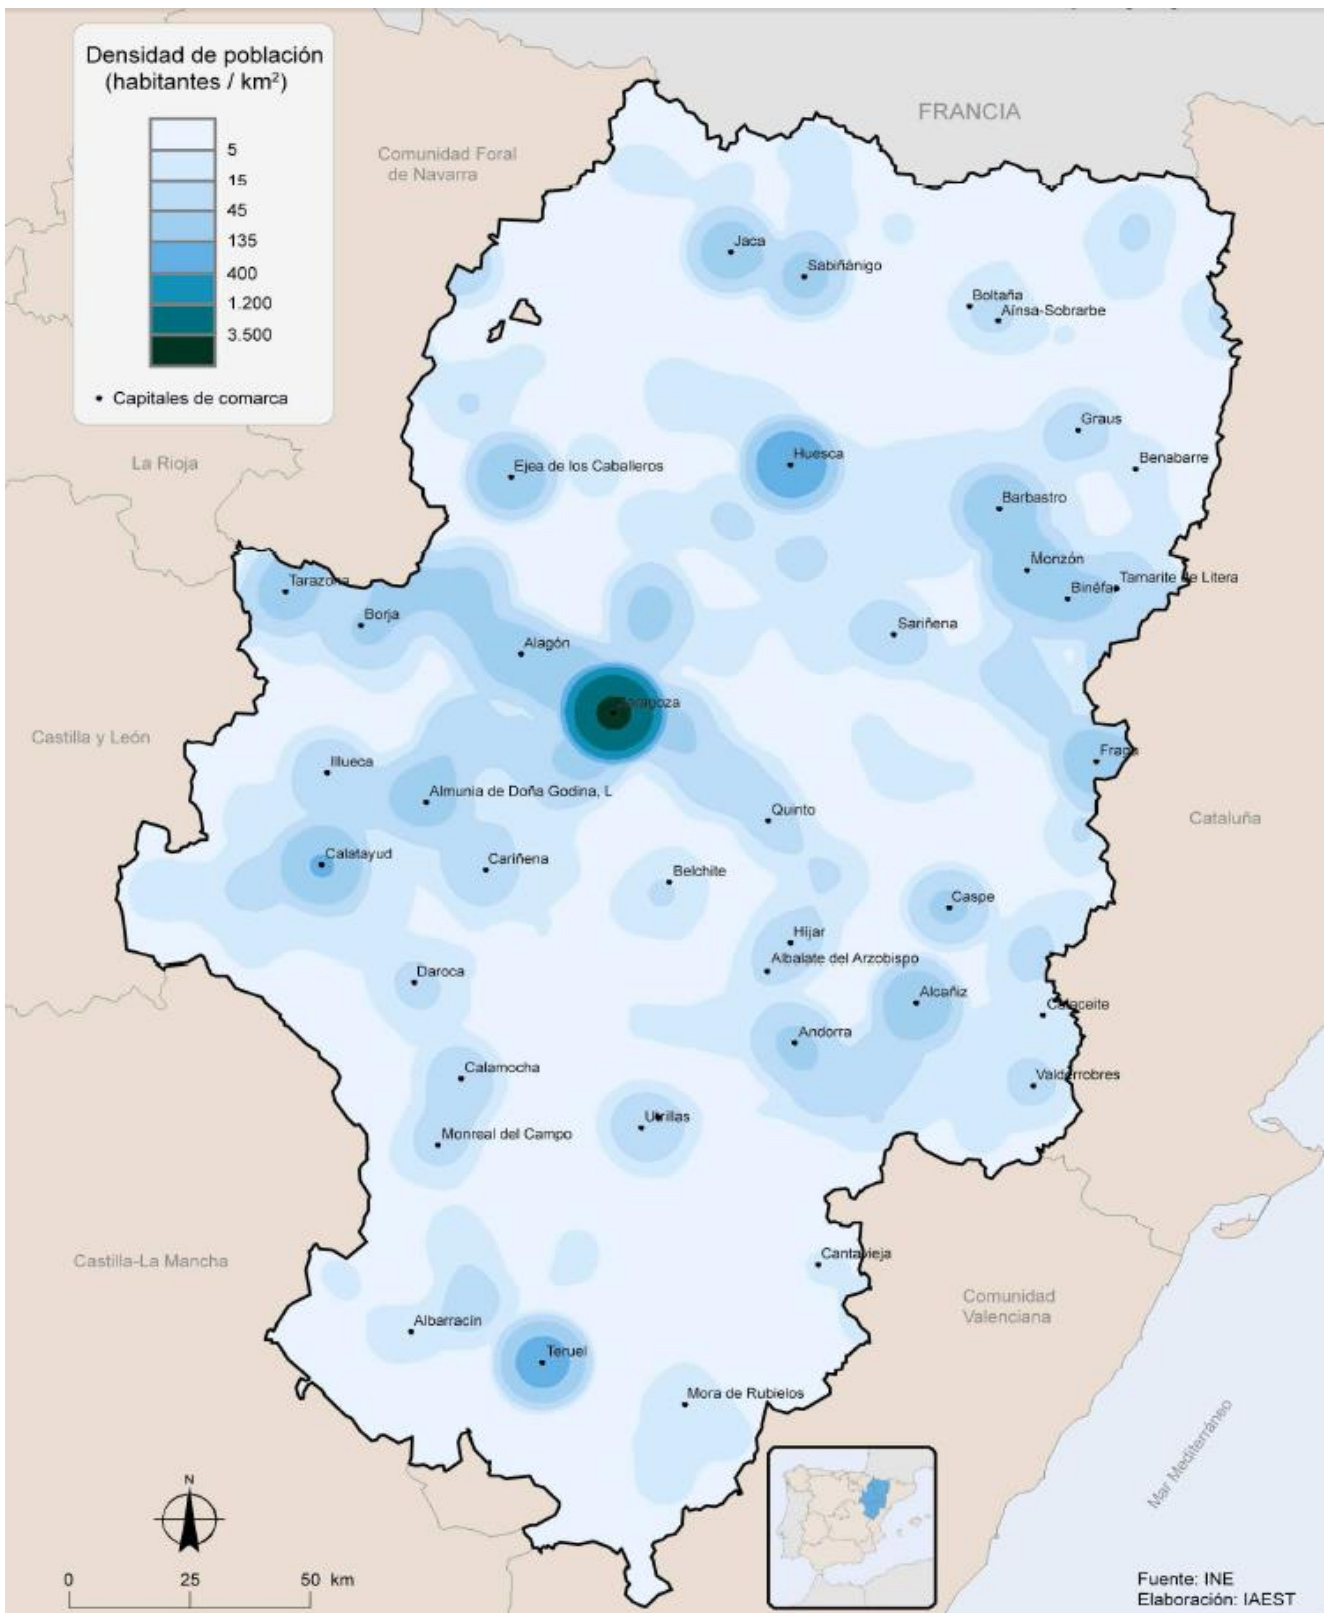 Densidad de población
(habitantes / km²)
5
15
45
135
400
1.200
3.500
Capitales de comarca
FRANCIA
Comunidad Foral
de Navarra
Jaca
Sabiñánigo
Boltaña
Aínsa-Sobrarbe
Graus
La Rioja
Ejea de los Caballeros
Huesca
Benabarre
Barbastro
Monzón
Tarazona
Tamarite de Litera
Binéfar
Borja
Sariñena
Alagón
Zaragoza
Castilla y León
Illueca
Fraga
Almunia de Doña Godina, L
Quinto
Cataluña
Calatayud
Cariñena
Belchite
Caspe
Híjar
Albalate del Arzobispo
Daroca
Alcañiz
Calaceite
Andorra
Calamocha
Valderrobres
Utrillas
Monreal del Campo
Cantavieja
Castilla-La Mancha
Comunidad
Valenciana
Albarracín
Teruel
Mora de Rubielos
Mar Mediterráneo
N
0 25 50 km
Fuente: INE
Elaboración: IAEST